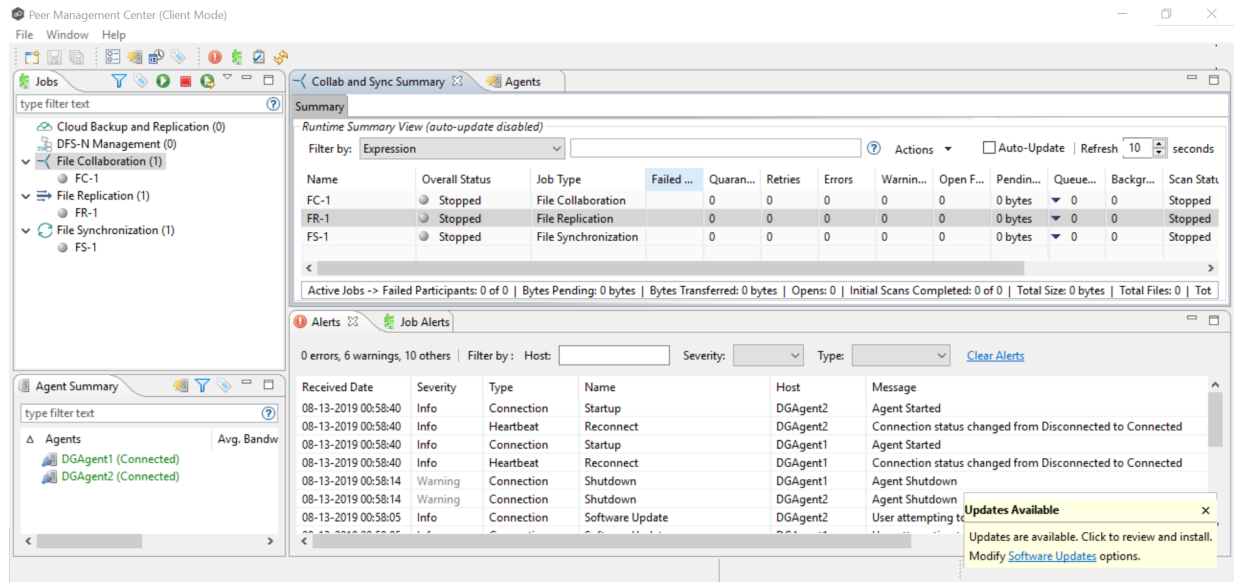 Peer Management Center (Client Mode)
File Window Help
Jobs
type filter text
Cloud Backup and Replication (0)
DFS-N Management (0)
File Collaboration (1)
FC-1
File Replication (1)
FR-1
File Synchronization (1)
FS-1
Agent Summary
type filter text
Agents Avg. Bandw
DGAgent1 (Connected)
DGAgent2 (Connected)
Collab and Sync Summary Agents
Summary
Runtime Summary View (auto-update disabled)
Filter by: Expression Actions Auto-Update | Refresh 10 seconds
Name Overall Status Job Type Failed ... Quaran... Retries Errors Warnin... Open F... Pendin... Queue... Backgr... Scan Statu
FC-1 Stopped File Collaboration 0 0 0 0 0 0 bytes 0 0 Stopped
FR-1 Stopped File Replication 0 0 0 0 0 0 bytes 0 0 Stopped
FS-1 Stopped File Synchronization 0 0 0 0 0 0 bytes 0 0 Stopped
Active Jobs -> Failed Participants: 0 of 0 | Bytes Pending: 0 bytes | Bytes Transferred: 0 bytes | Opens: 0 | Initial Scans Completed: 0 of 0 | Total Size: 0 bytes | Total Files: 0 | Tot
Alerts Job Alerts
0 errors, 6 warnings, 10 others | Filter by : Host: Severity: Type: Clear Alerts
Received Date Severity Type Name Host Message
08-13-2019 00:58:40 Info Connection Startup DGAgent2 Agent Started
08-13-2019 00:58:40 Info Heartbeat Reconnect DGAgent2 Connection status changed from Disconnected to Connected
08-13-2019 00:58:40 Info Connection Startup DGAgent1 Agent Started
08-13-2019 00:58:40 Info Heartbeat Reconnect DGAgent1 Connection status changed from Disconnected to Connected
08-13-2019 00:58:14 Warning Connection Shutdown DGAgent1 Agent Shutdown
08-13-2019 00:58:14 Warning Connection Shutdown DGAgent2 Agent Shutdown
08-13-2019 00:58:05 Info Connection Software Update DGAgent2 User attempting to
Updates Available
Updates are available. Click to review and install.
Modify Software Updates options.